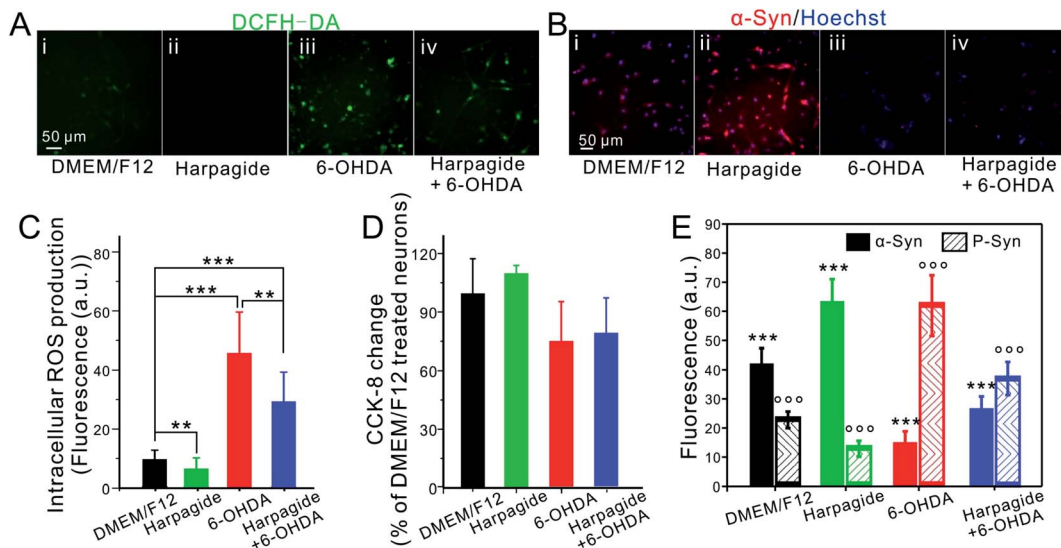 A
DCFH-DA
i
ii
iii
iv
50 μm
DMEM/F12
Harpagide
6-OHDA
Harpagide
+ 6-OHDA
B
α-Syn/Hoechst
i
ii
iii
iv
50 μm
DMEM/F12
Harpagide
6-OHDA
Harpagide
+ 6-OHDA
C
Intracellular ROS production
(Fluorescence (a.u.))
80
60
40
20
0
***
***
**
**
DMEM/F12
Harpagide
6-OHDA
Harpagide
+6-OHDA
D
CCK-8 change
(% of DMEM/F12 treated neurons)
120
90
60
30
0
DMEM/F12
Harpagide
6-OHDA
Harpagide
+6-OHDA
E
Fluorescence (a.u.)
90
80
70
60
50
40
30
20
10
0
α-Syn
P-Syn
***
°°°
***
°°°
***
°°°
***
°°°
DMEM/F12
Harpagide
6-OHDA
Harpagide
+6-OHDA